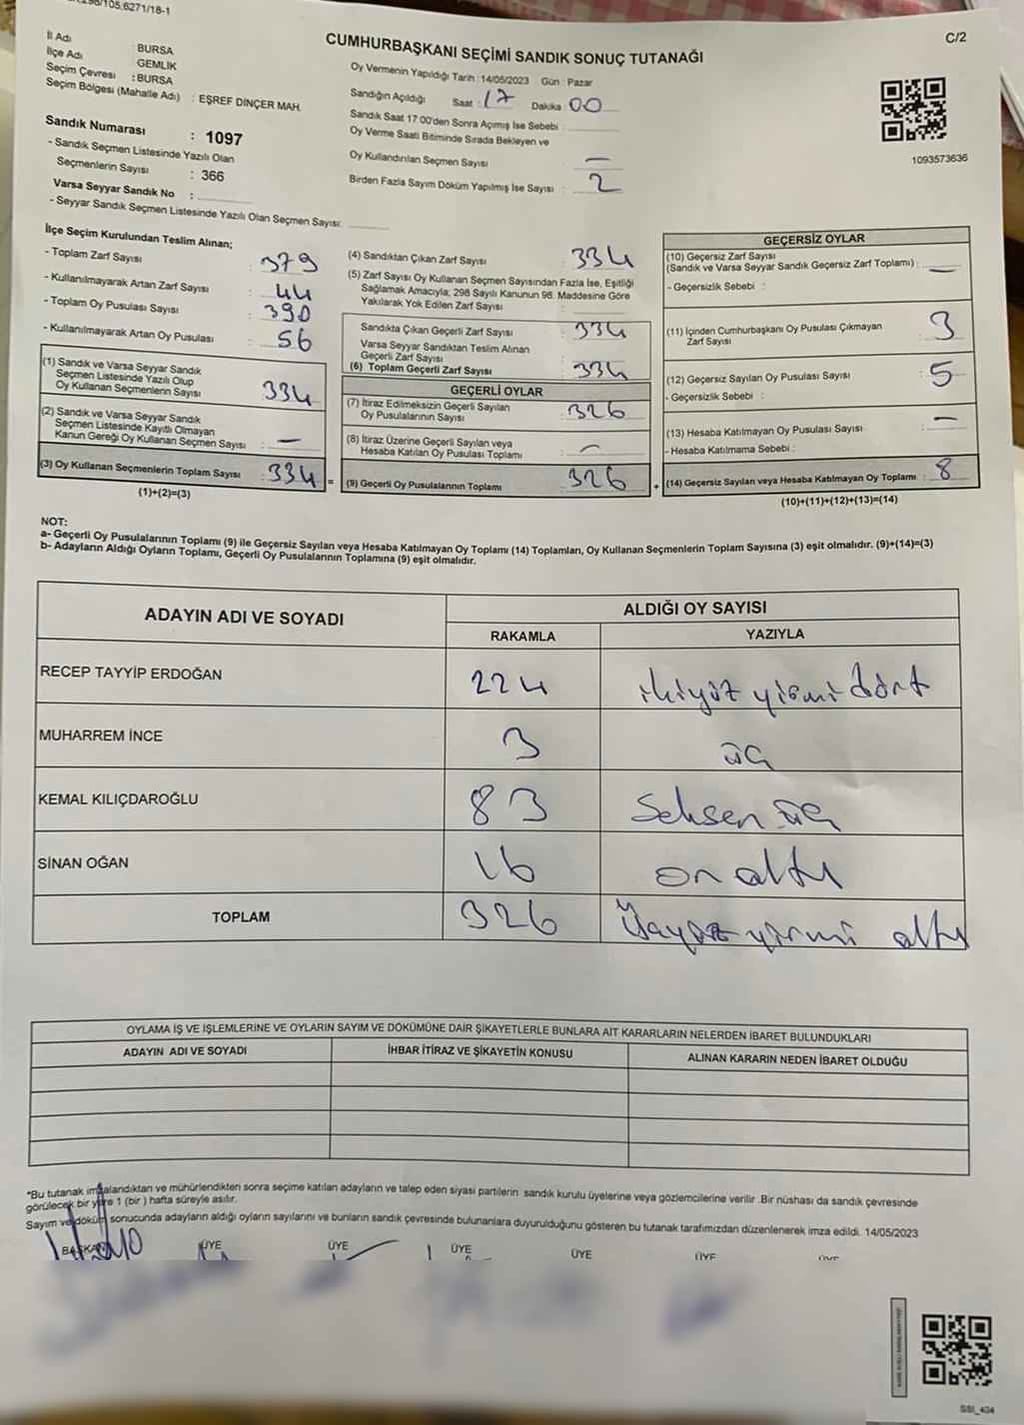 C/2
CUMHURBAŞKANI SEÇİMİ SANDIK SONUÇ TUTANAĞI
İl Adı BURSA
İlçe Adı GEMLİK
Seçim Çevresi : BURSA
Seçim Bölgesi (Mahalle Adı) : EŞREF DİNÇER MAH.
Sandık Numarası : 1097
- Sandık Seçmen Listesinde Yazılı Olan
Seçmenlerin Sayısı : 366
Varsa Seyyar Sandık No :
- Seyyar Sandık Seçmen Listesinde Yazılı Olan Seçmen Sayısı:
Oy Vermenin Yapıldığı Tarih : 14/05/2023 Gün : Pazar
Sandığın Açıldığı Saat : 17 Dakika 00
Sandık Saat 17:00'den Sonra Açımış İse Sebebi :
Oy Verme Saati Bitiminde Sırada Bekleyen ve
Oy Kullandırılan Seçmen Sayısı —
Birden Fazla Sayım Döküm Yapılmış İse Sayısı : 2
1093573636
İlçe Seçim Kurulundan Teslim Alınan;
- Toplam Zarf Sayısı : 379
- Kullanılmayarak Artan Zarf Sayısı : 44
- Toplam Oy Pusulası Sayısı : 390
- Kullanılmayarak Artan Oy Pusulası : 56
(1) Sandık ve Varsa Seyyar Sandık
Seçmen Listesinde Yazılı Olup
Oy Kullanan Seçmenlerin Sayısı : 334
(2) Sandık ve Varsa Seyyar Sandık
Seçmen Listesinde Kayıtlı Olmayan
Kanun Gereği Oy Kullanan Seçmen Sayısı : —
(3) Oy Kullanan Seçmenlerin Toplam Sayısı : 334 =
(1)+(2)=(3)
(4) Sandıktan Çıkan Zarf Sayısı : 334
(5) Zarf Sayısı Oy Kullanan Seçmen Sayısından Fazla İse, Eşitliği
Sağlamak Amacıyla; 298 Sayılı Kanunun 98. Maddesine Göre
Yakılarak Yok Edilen Zarf Sayısı :
Sandıkta Çıkan Geçerli Zarf Sayısı : 334
Varsa Seyyar Sandıktan Teslim Alınan
Geçerli Zarf Sayısı :
(6) Toplam Geçerli Zarf Sayısı : 334
GEÇERLİ OYLAR
(7) İtiraz Edilmeksizin Geçerli Sayılan
Oy Pusulalarının Sayısı : 326
(8) İtiraz Üzerine Geçerli Sayılan veya
Hesaba Katılan Oy Pusulası Toplamı : —
(9) Geçerli Oy Pusulalarının Toplamı : 326 +
GEÇERSİZ OYLAR
(10) Geçersiz Zarf Sayısı
(Sandık ve Varsa Seyyar Sandık Geçersiz Zarf Toplamı) : —
- Geçersizlik Sebebi :
(11) İçinden Cumhurbaşkanı Oy Pusulası Çıkmayan
Zarf Sayısı : 3
(12) Geçersiz Sayılan Oy Pusulası Sayısı : 5
- Geçersizlik Sebebi :
(13) Hesaba Katılmayan Oy Pusulası Sayısı : —
- Hesaba Katılmama Sebebi :
(14) Geçersiz Sayılan veya Hesaba Katılmayan Oy Toplamı : 8
(10)+(11)+(12)+(13)=(14)
NOT:
a- Geçerli Oy Pusulalarının Toplamı (9) ile Geçersiz Sayılan veya Hesaba Katılmayan Oy Toplamı (14) Toplamları, Oy Kullanan Seçmenlerin Toplam Sayısına (3) eşit olmalıdır. (9)+(14)=(3)
b- Adayların Aldığı Oyların Toplamı, Geçerli Oy Pusulalarının Toplamına (9) eşit olmalıdır.
ADAYIN ADI VE SOYADI ALDIĞI OY SAYISI
RAKAMLA YAZIYLA
RECEP TAYYİP ERDOĞAN 224 ikiyüz yirmi dört
MUHARREM İNCE 3 üç
KEMAL KILIÇDAROĞLU 83 Seksen üç
SİNAN OĞAN 16 on altı
TOPLAM 326 Üçyüz yirmi altı
OYLAMA İŞ VE İŞLEMLERİNE VE OYLARIN SAYIM VE DÖKÜMÜNE DAİR ŞİKAYETLERLE BUNLARA AİT KARARLARIN NELERDEN İBARET BULUNDUKLARI
ADAYIN ADI VE SOYADI İHBAR İTİRAZ VE ŞİKAYETİN KONUSU ALINAN KARARIN NEDEN İBARET OLDUĞU
*Bu tutanak imzalandıktan ve mühürlendikten sonra seçime katılan adayların ve talep eden siyasi partilerin sandık kurulu üyelerine veya gözlemcilerine verilir. Bir nüshası da sandık çevresinde
görülecek bir yere 1 (bir ) hafta süreyle asılır.
Sayım ve döküm sonucunda adayların aldığı oyların sayılarını ve bunların sandık çevresinde bulunanlara duyurulduğunu gösteren bu tutanak tarafımızdan düzenlenerek imza edildi. 14/05/2023
BAŞKAN ÜYE ÜYE ÜYE ÜYE ÜYE ÜYE